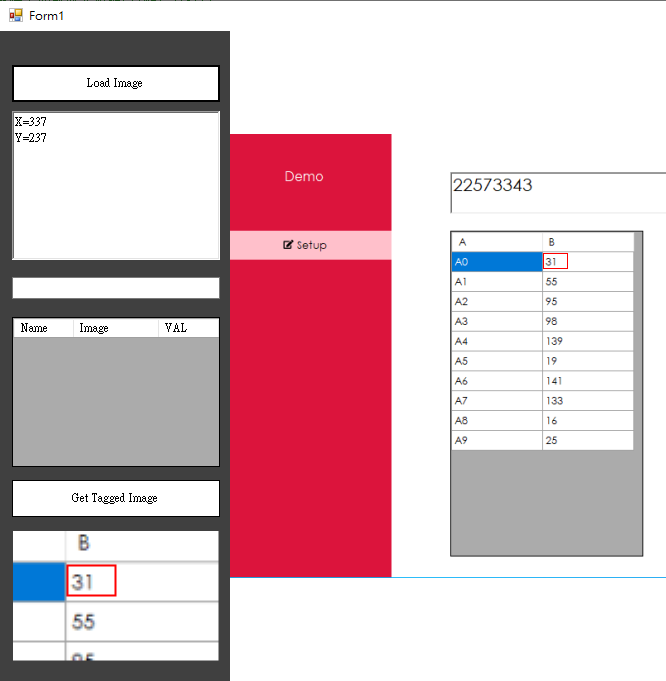 Form1
Load Image
X=337
Y=237
Name Image VAL
Get Tagged Image
B
31
55
Demo
Setup
22573343
A B
A0 31
A1 55
A2 95
A3 98
A4 139
A5 19
A6 141
A7 133
A8 16
A9 25